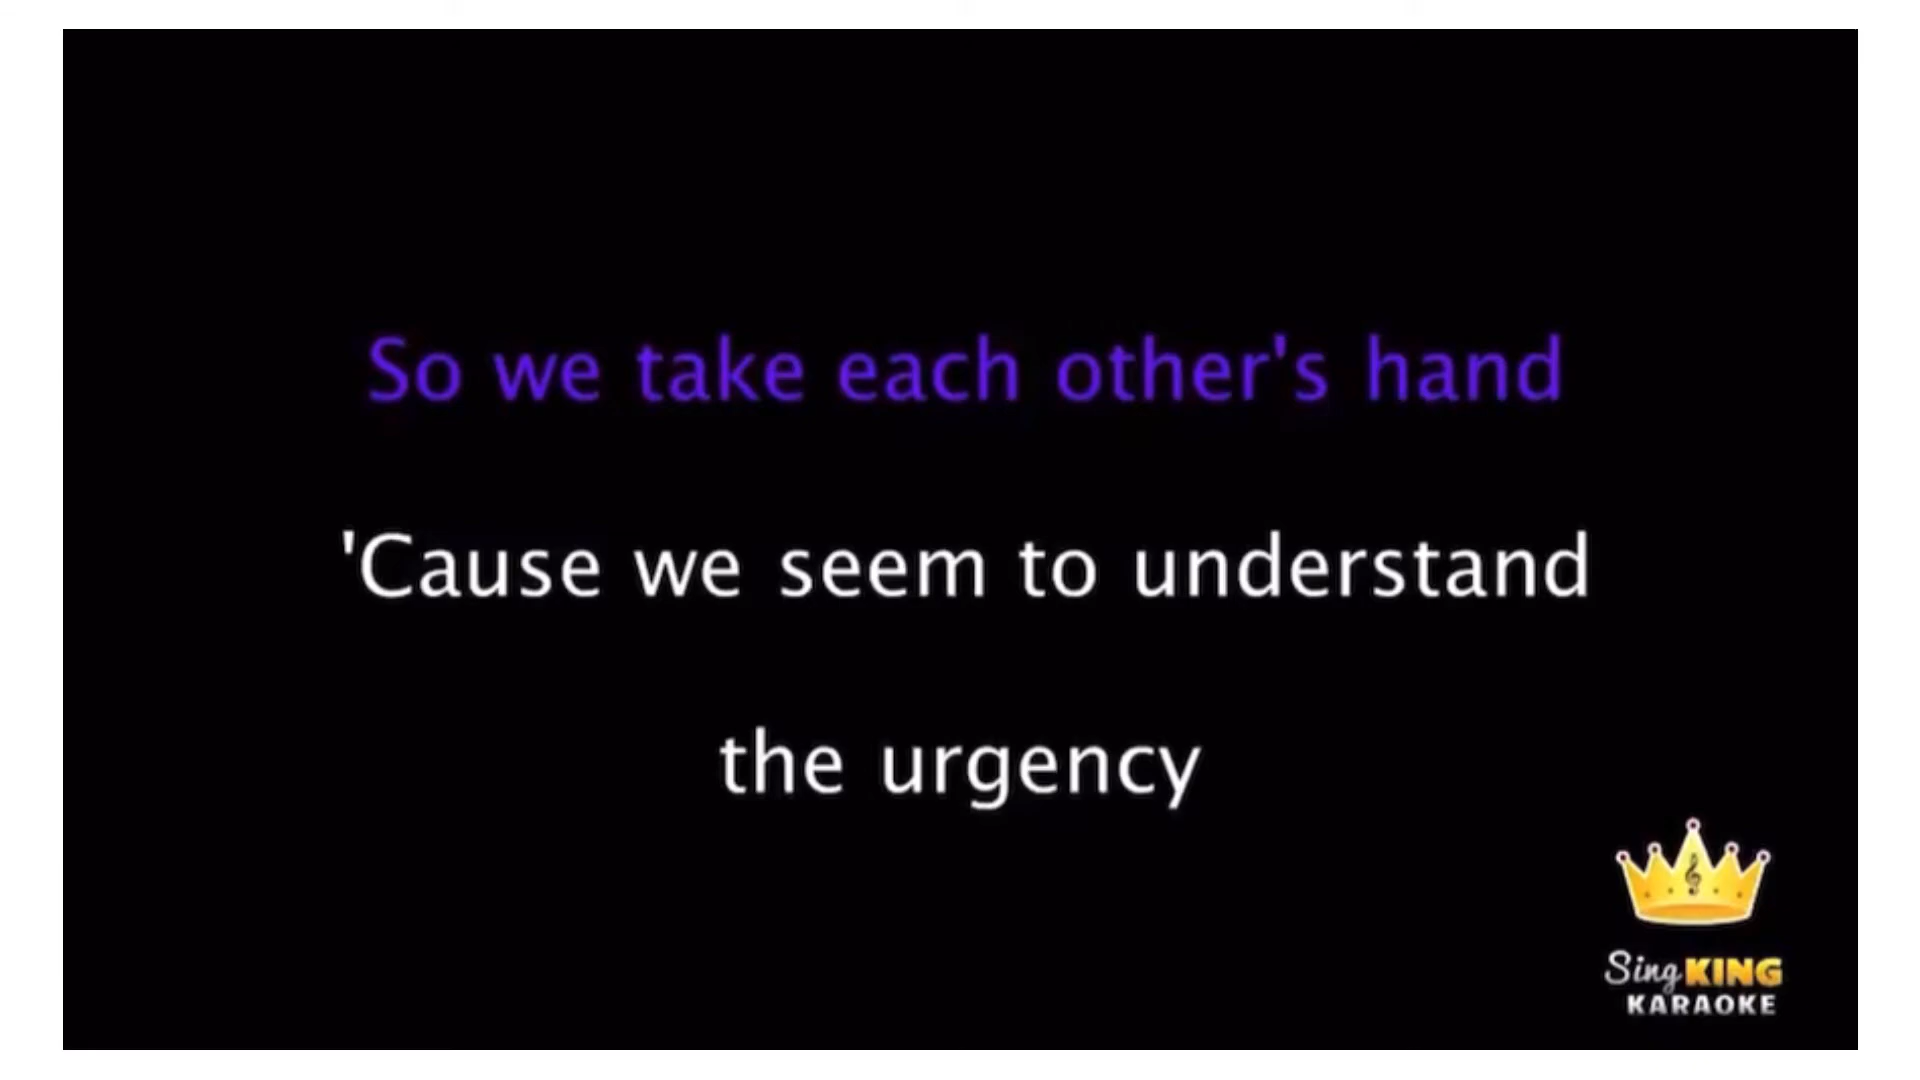 So we take each other's hand
'Cause we seem to understand
the urgency
Sing KING
KARAOKE